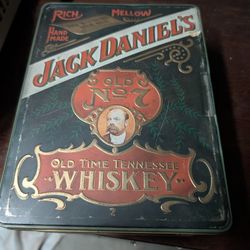 RICH MELLOW
HAND
MADE
JACK DANIEL'S
OLD
No. 7
OLD TIME TENNESSEE
WHISKEY